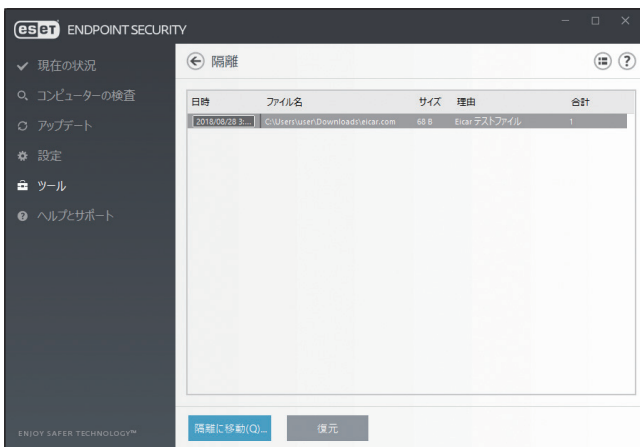 eset ENDPOINT SECURITY
現在の状況
コンピューターの検査
アップデート
設定
ツール
ヘルプとサポート
ENJOY SAFER TECHNOLOGY™
隔離
日時 ファイル名 サイズ 理由 合計
2018/08/28 3:... C:\Users\user\Downloads\eicar.com 68 B Eicar テストファイル 1
隔離に移動(Q)... 復元